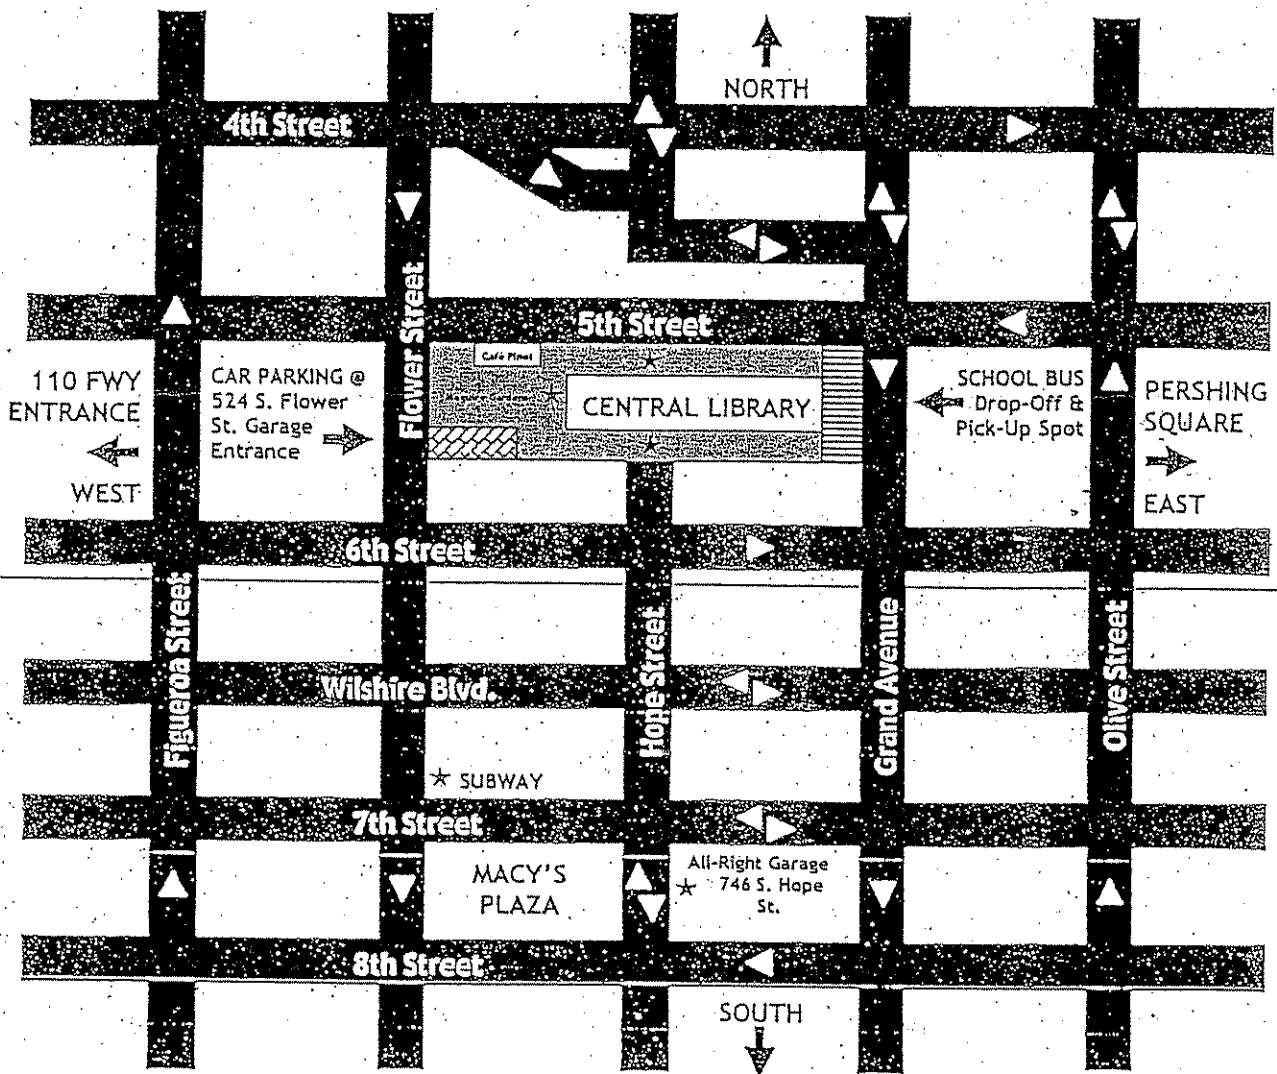 NORTH
4th Street
Flower Street
5th Street
Café Pinot
CENTRAL LIBRARY
110 FWY
ENTRANCE
WEST
CAR PARKING @
524 S. Flower
St. Garage
Entrance
SCHOOL BUS
Drop-Off &
Pick-Up Spot
PERSHING
SQUARE
EAST
6th Street
Figueroa Street
Wilshire Blvd.
Hope Street
Grand Avenue
Olive Street
SUBWAY
7th Street
MACY'S
PLAZA
All-Right Garage
746 S. Hope
St.
8th Street
SOUTH